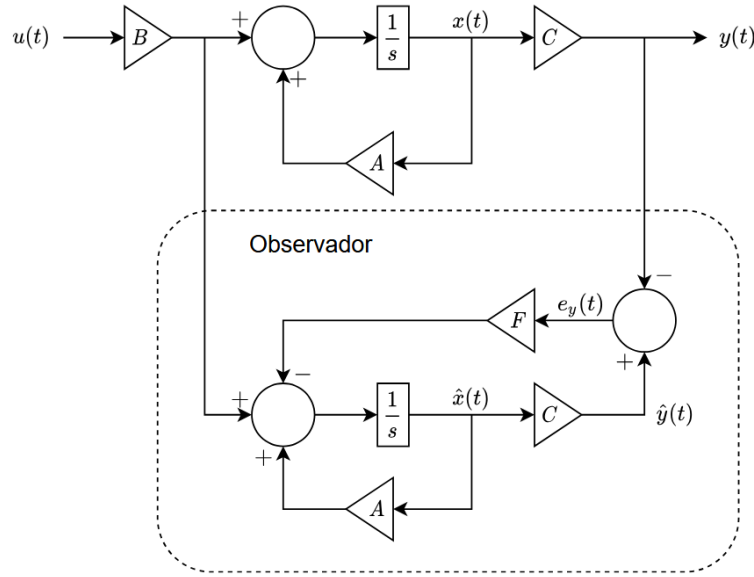 u(t) B + 1/s x(t) C y(t)
+
A
Observador
−
F e_y(t)
− +
+ 1/s x̂(t) C ŷ(t)
+
A